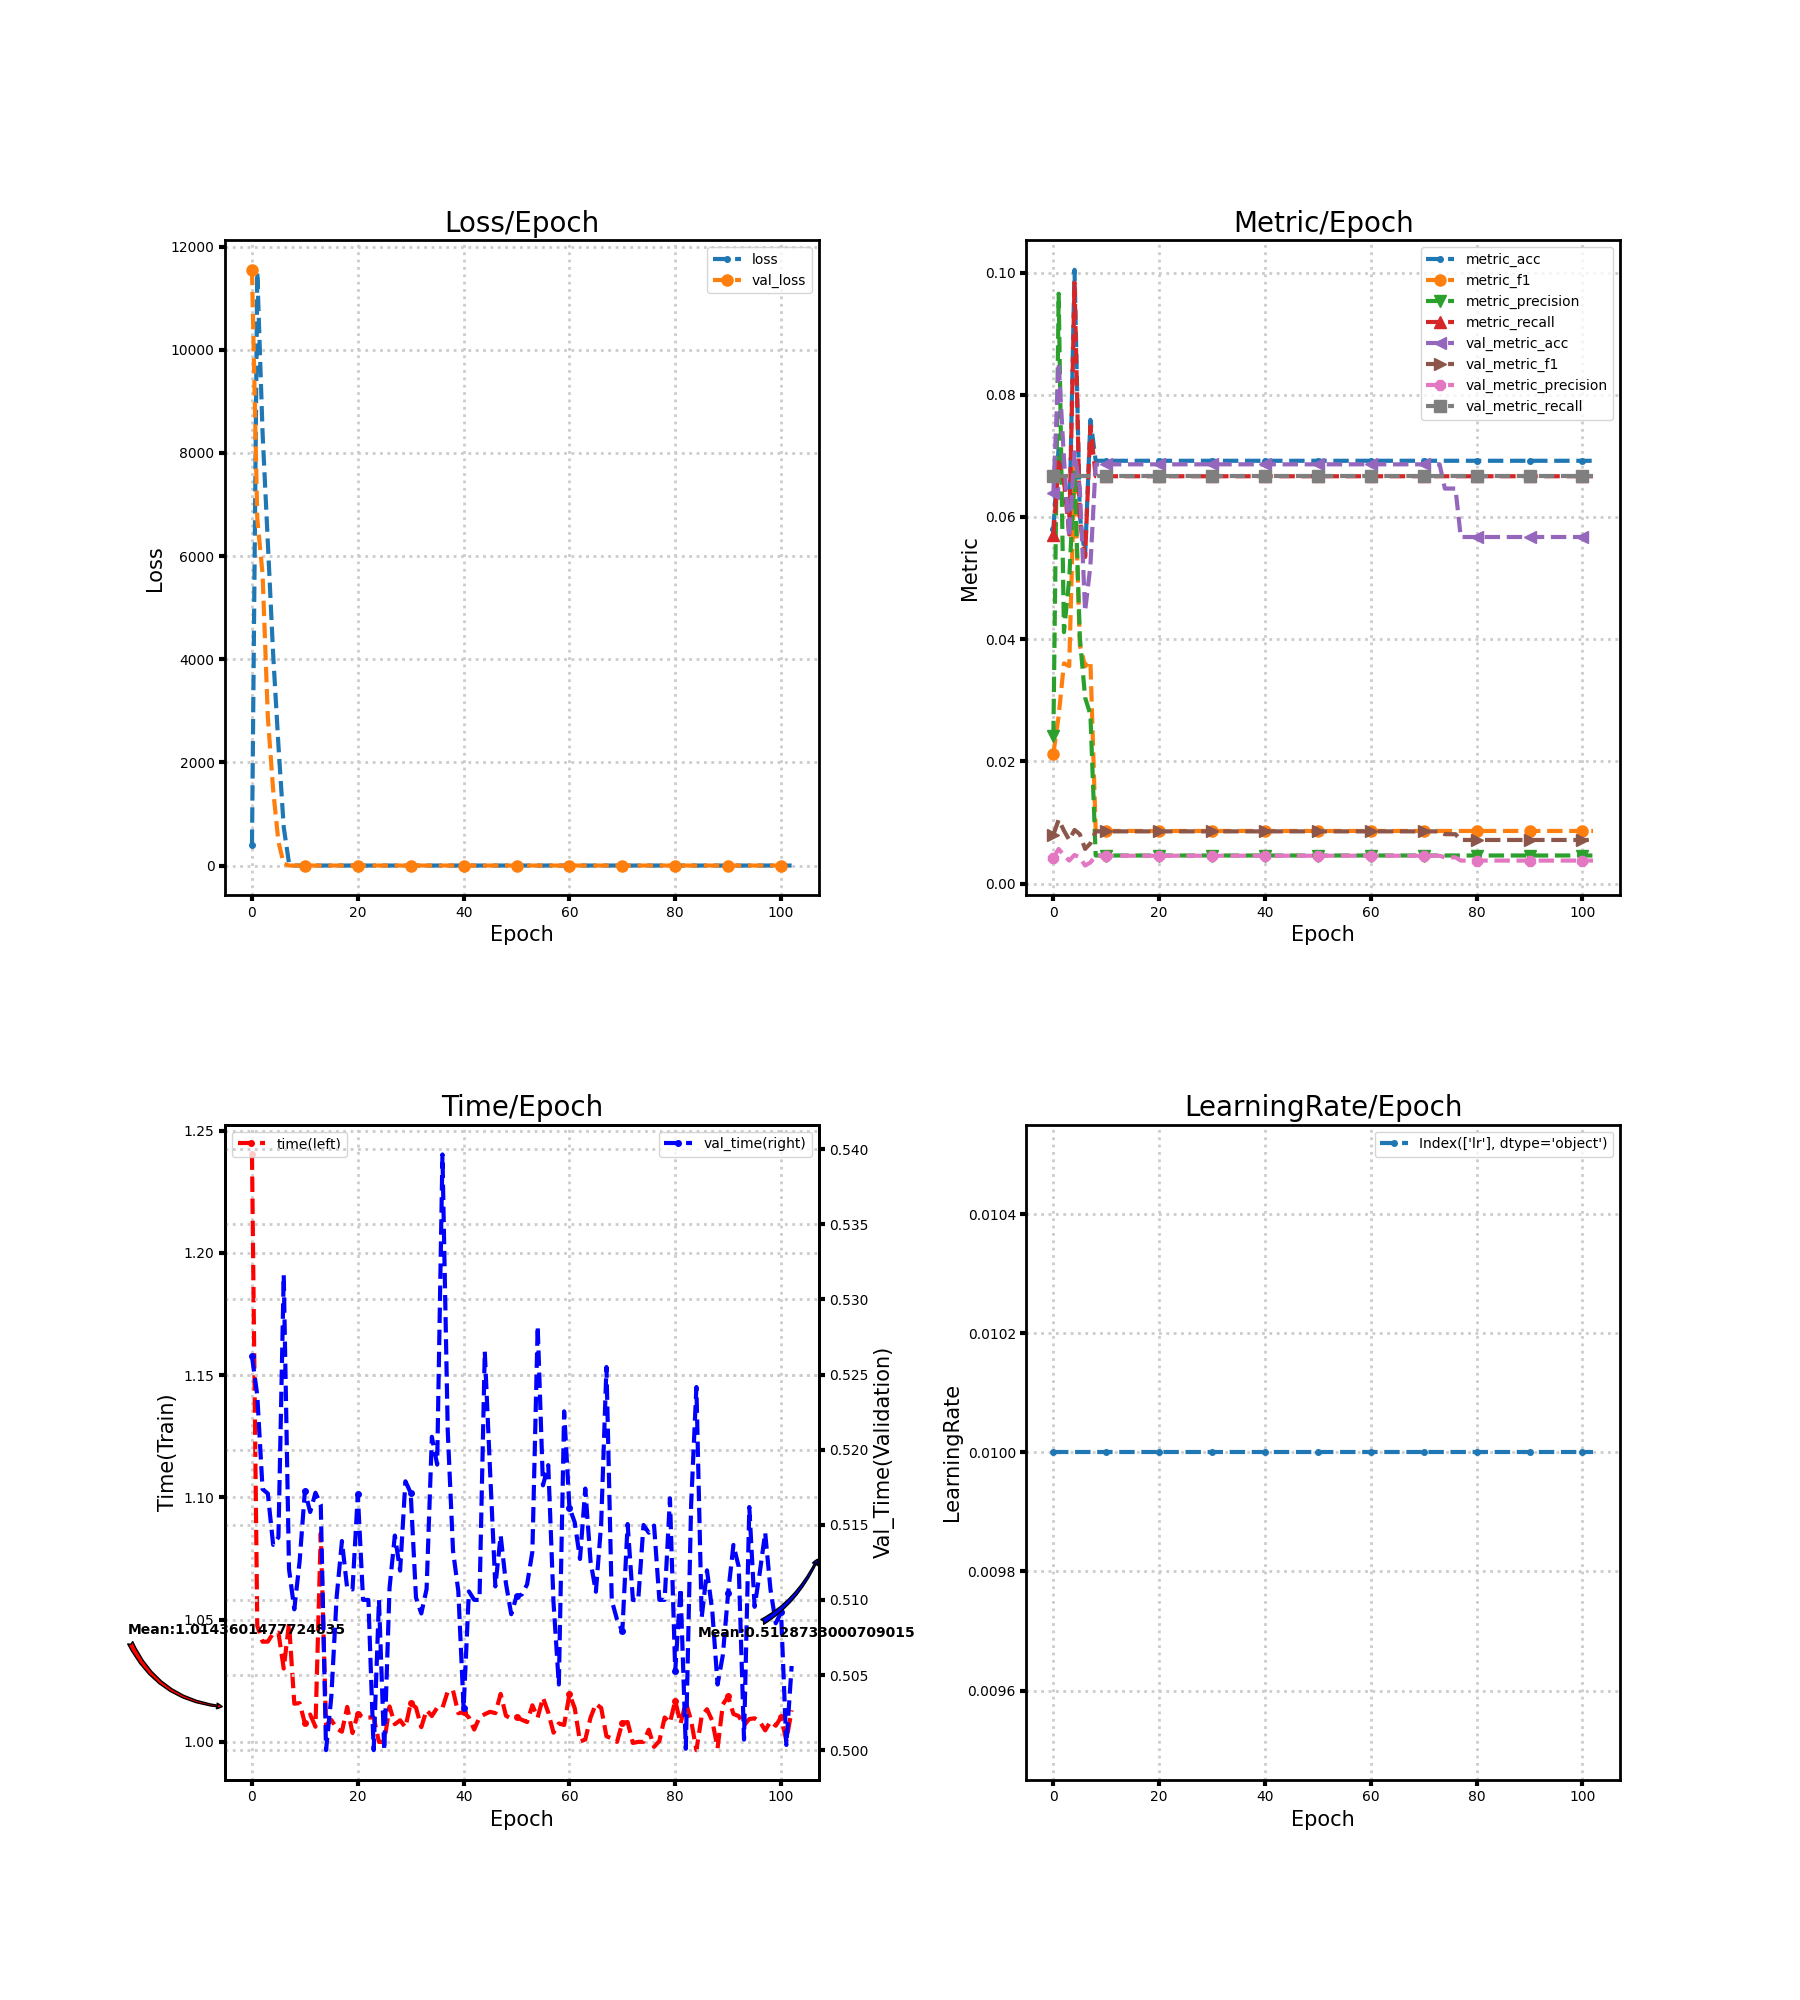 Loss/Epoch
12000
10000
8000
6000
4000
2000
0
Loss
0 20 40 60 80 100
Epoch
loss
val_loss
Metric/Epoch
0.10
0.08
0.06
0.04
0.02
0.00
Metric
0 20 40 60 80 100
Epoch
metric_acc
metric_f1
metric_precision
metric_recall
val_metric_acc
val_metric_f1
val_metric_precision
val_metric_recall
Time/Epoch
1.25
1.20
1.15
1.10
1.05
1.00
Time(Train)
time(left)
val_time(right)
0.540
0.535
0.530
0.525
0.520
0.515
0.510
0.505
0.500
Val_Time(Validation)
Mean:1.0143601477724835
Mean:0.5128733000709015
0 20 40 60 80 100
Epoch
LearningRate/Epoch
0.0104
0.0102
0.0100
0.0098
0.0096
LearningRate
Index(['lr'], dtype='object')
0 20 40 60 80 100
Epoch